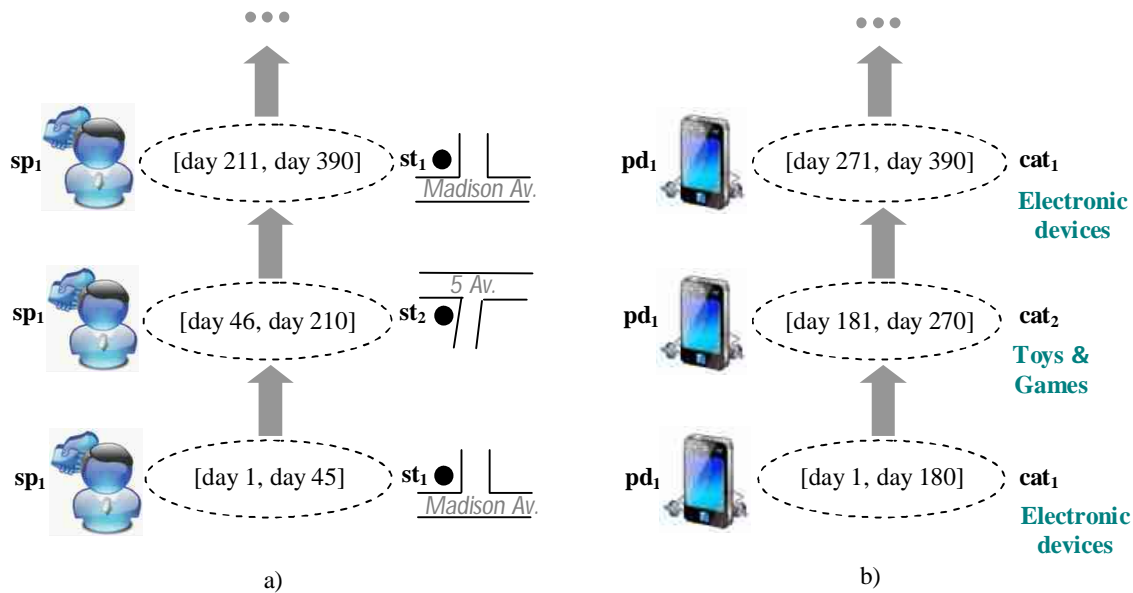 sp1
[day 211, day 390]
st1
Madison Av.
sp1
[day 46, day 210]
5 Av.
st2
sp1
[day 1, day 45]
st1
Madison Av.
a)
pd1
[day 271, day 390]
cat1
Electronic
devices
pd1
[day 181, day 270]
cat2
Toys &
Games
pd1
[day 1, day 180]
cat1
Electronic
devices
b)